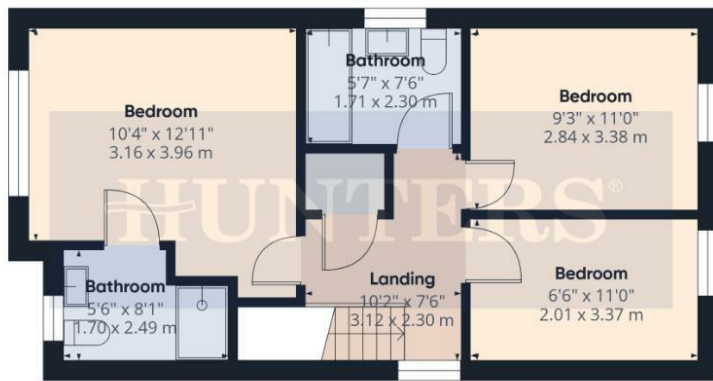 Bedroom
10'4" x 12'11"
3.16 x 3.96 m
Bathroom
5'7" x 7'6"
1.71 x 2.30 m
Bedroom
9'3" x 11'0"
2.84 x 3.38 m
HUNTERS®
Bathroom
5'6" x 8'1"
1.70 x 2.49 m
Landing
10'2" x 7'6"
3.12 x 2.30 m
Bedroom
6'6" x 11'0"
2.01 x 3.37 m